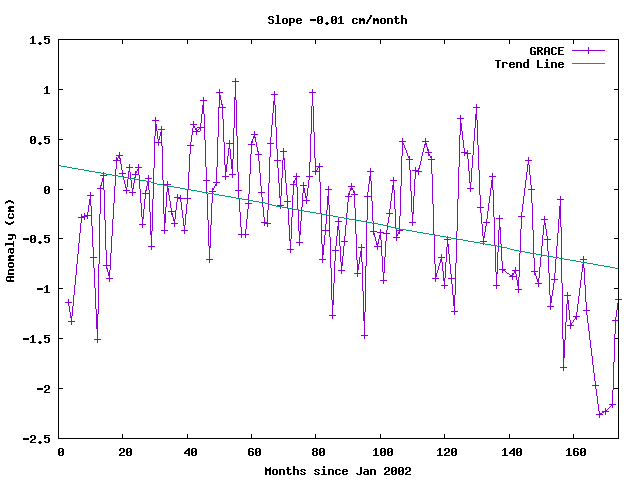 Slope -0.01 cm/month
GRACE
Trend Line
1.5
1
0.5
0
-0.5
-1
-1.5
-2
-2.5
Anomaly (cm)
0 20 40 60 80 100 120 140 160
Months since Jan 2002